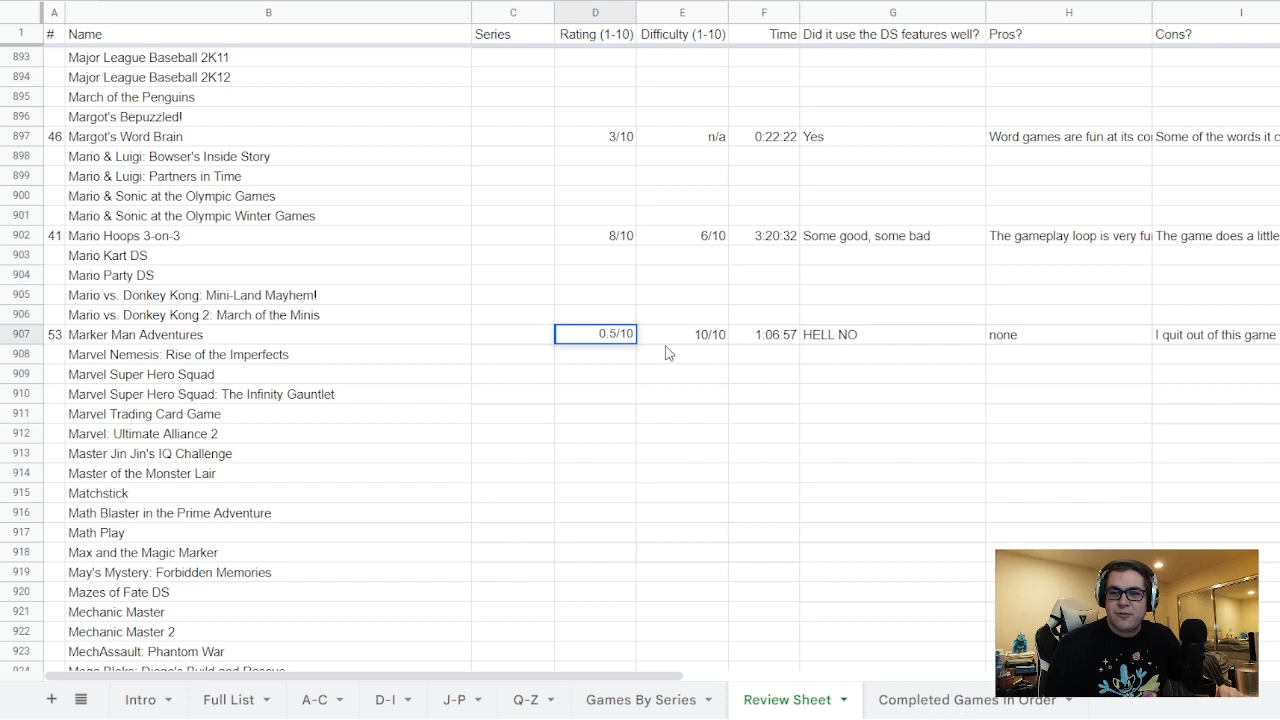 A B C D E F G H I
1 # Name Series Rating (1-10) Difficulty (1-10) Time Did it use the DS features well? Pros? Cons?
893 Major League Baseball 2K11
894 Major League Baseball 2K12
895 March of the Penguins
896 Margot's Bepuzzled!
897 46 Margot's Word Brain 3/10 n/a 0:22:22 Yes Word games are fun at its Some of the words it
898 Mario & Luigi: Bowser's Inside Story
899 Mario & Luigi: Partners in Time
900 Mario & Sonic at the Olympic Games
901 Mario & Sonic at the Olympic Winter Games
902 41 Mario Hoops 3-on-3 8/10 6/10 3:20:32 Some good, some bad The gameplay loop is very The game does a little
903 Mario Kart DS
904 Mario Party DS
905 Mario vs. Donkey Kong: Mini-Land Mayhem!
906 Mario vs. Donkey Kong 2: March of the Minis
907 53 Marker Man Adventures 0.5/10 10/10 1:06:57 HELL NO none I quit out of this game
908 Marvel Nemesis: Rise of the Imperfects
909 Marvel Super Hero Squad
910 Marvel Super Hero Squad: The Infinity Gauntlet
911 Marvel Trading Card Game
912 Marvel: Ultimate Alliance 2
913 Master Jin Jin's IQ Challenge
914 Master of the Monster Lair
915 Matchstick
916 Math Blaster in the Prime Adventure
917 Math Play
918 Max and the Magic Marker
919 May's Mystery: Forbidden Memories
920 Mazes of Fate DS
921 Mechanic Master
922 Mechanic Master 2
923 MechAssault: Phantom War
924 Mega Bloks: Diego's Build and Rescue
Intro Full List A-C D-I J-P Q-Z Games By Series Review Sheet Completed Games In Order